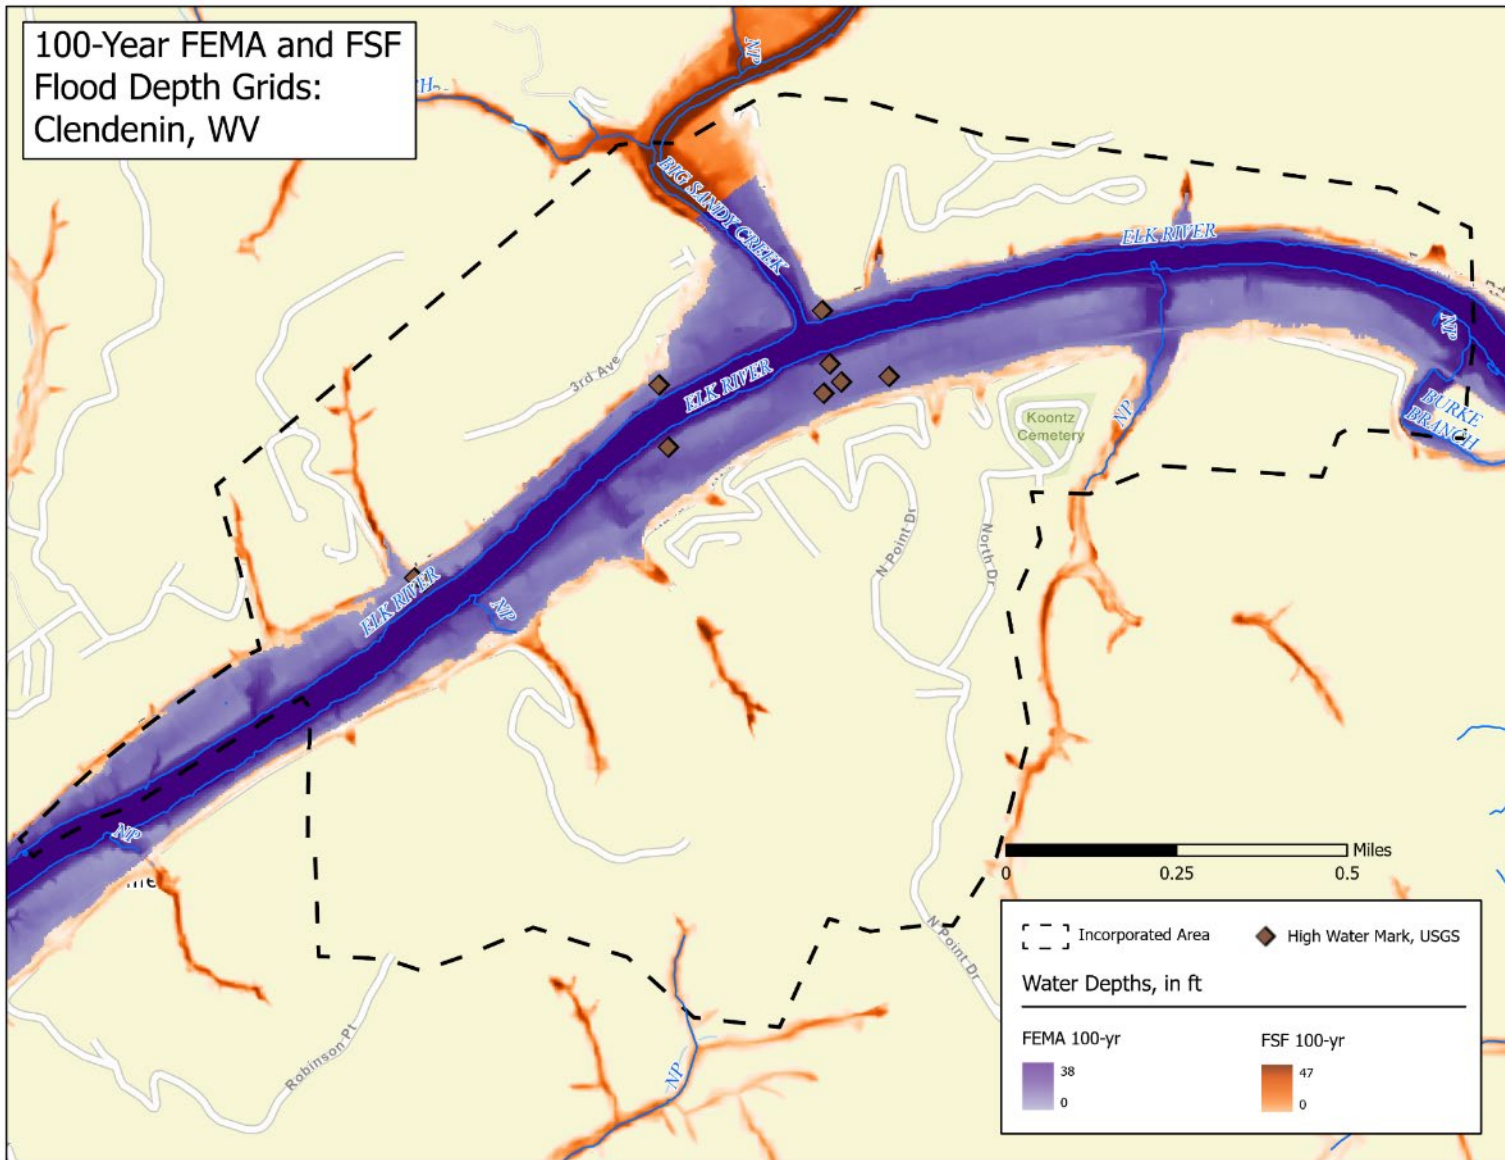 100-Year FEMA and FSF
Flood Depth Grids:
Clendenin, WV
NP
BIG SANDY CREEK
ELK RIVER
3rd Ave
ELK RIVER
NP
BURKE
BRANCH
Koontz
Cemetery
NP
N Point Dr
North Dr
ELK RIVER
NP
NP
Miles
0
0.25
0.5
N Point Dr
Robinson Pt
NP
Incorporated Area
High Water Mark, USGS
Water Depths, in ft
FEMA 100-yr
38
0
FSF 100-yr
47
0